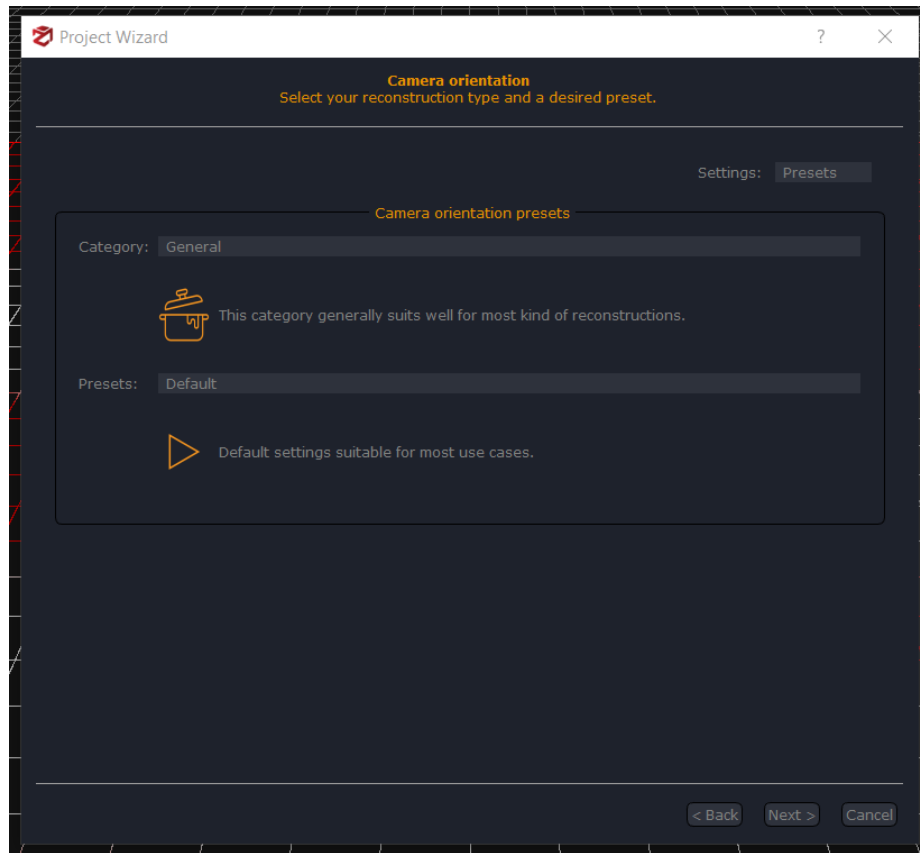 Project Wizard
?
Camera orientation
Select your reconstruction type and a desired preset.
Settings: Presets
Camera orientation presets
Category: General
This category generally suits well for most kind of reconstructions.
Presets: Default
Default settings suitable for most use cases.
< Back Next > Cancel